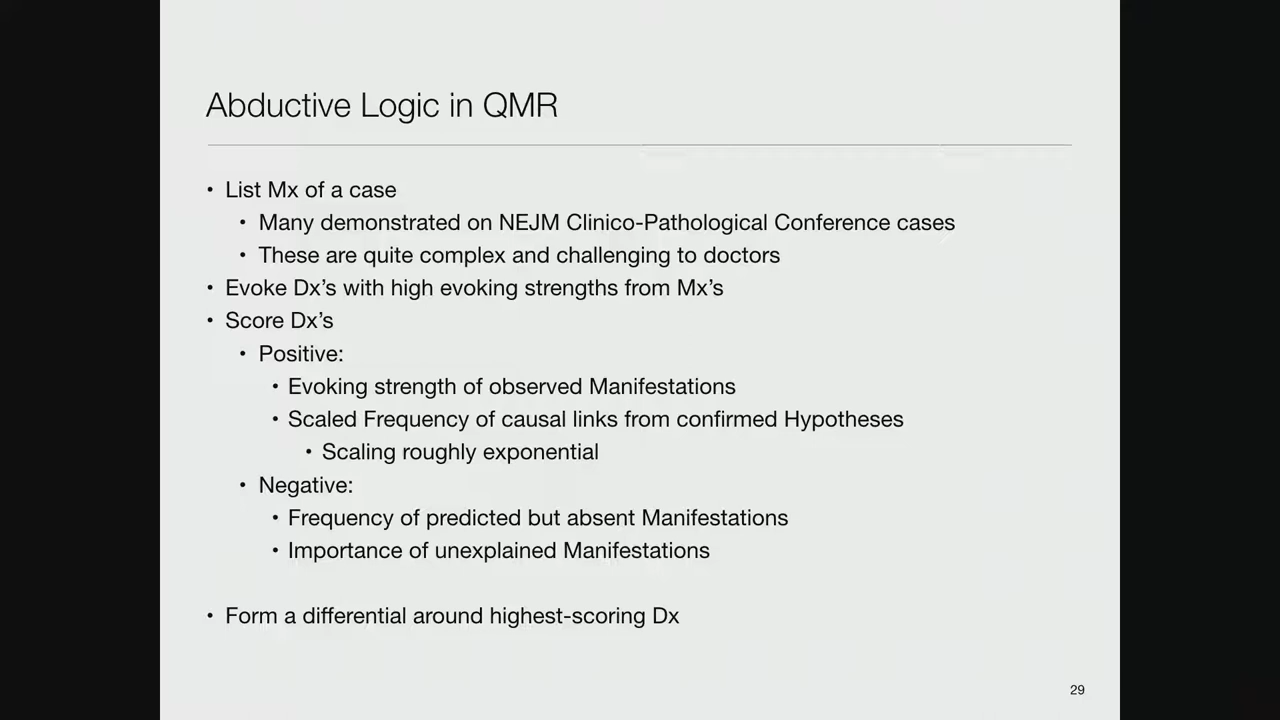 Abductive Logic in QMR
• List Mx of a case
• Many demonstrated on NEJM Clinico-Pathological Conference cases
• These are quite complex and challenging to doctors
• Evoke Dx’s with high evoking strengths from Mx’s
• Score Dx’s
• Positive:
• Evoking strength of observed Manifestations
• Scaled Frequency of causal links from confirmed Hypotheses
• Scaling roughly exponential
• Negative:
• Frequency of predicted but absent Manifestations
• Importance of unexplained Manifestations
• Form a differential around highest-scoring Dx
29